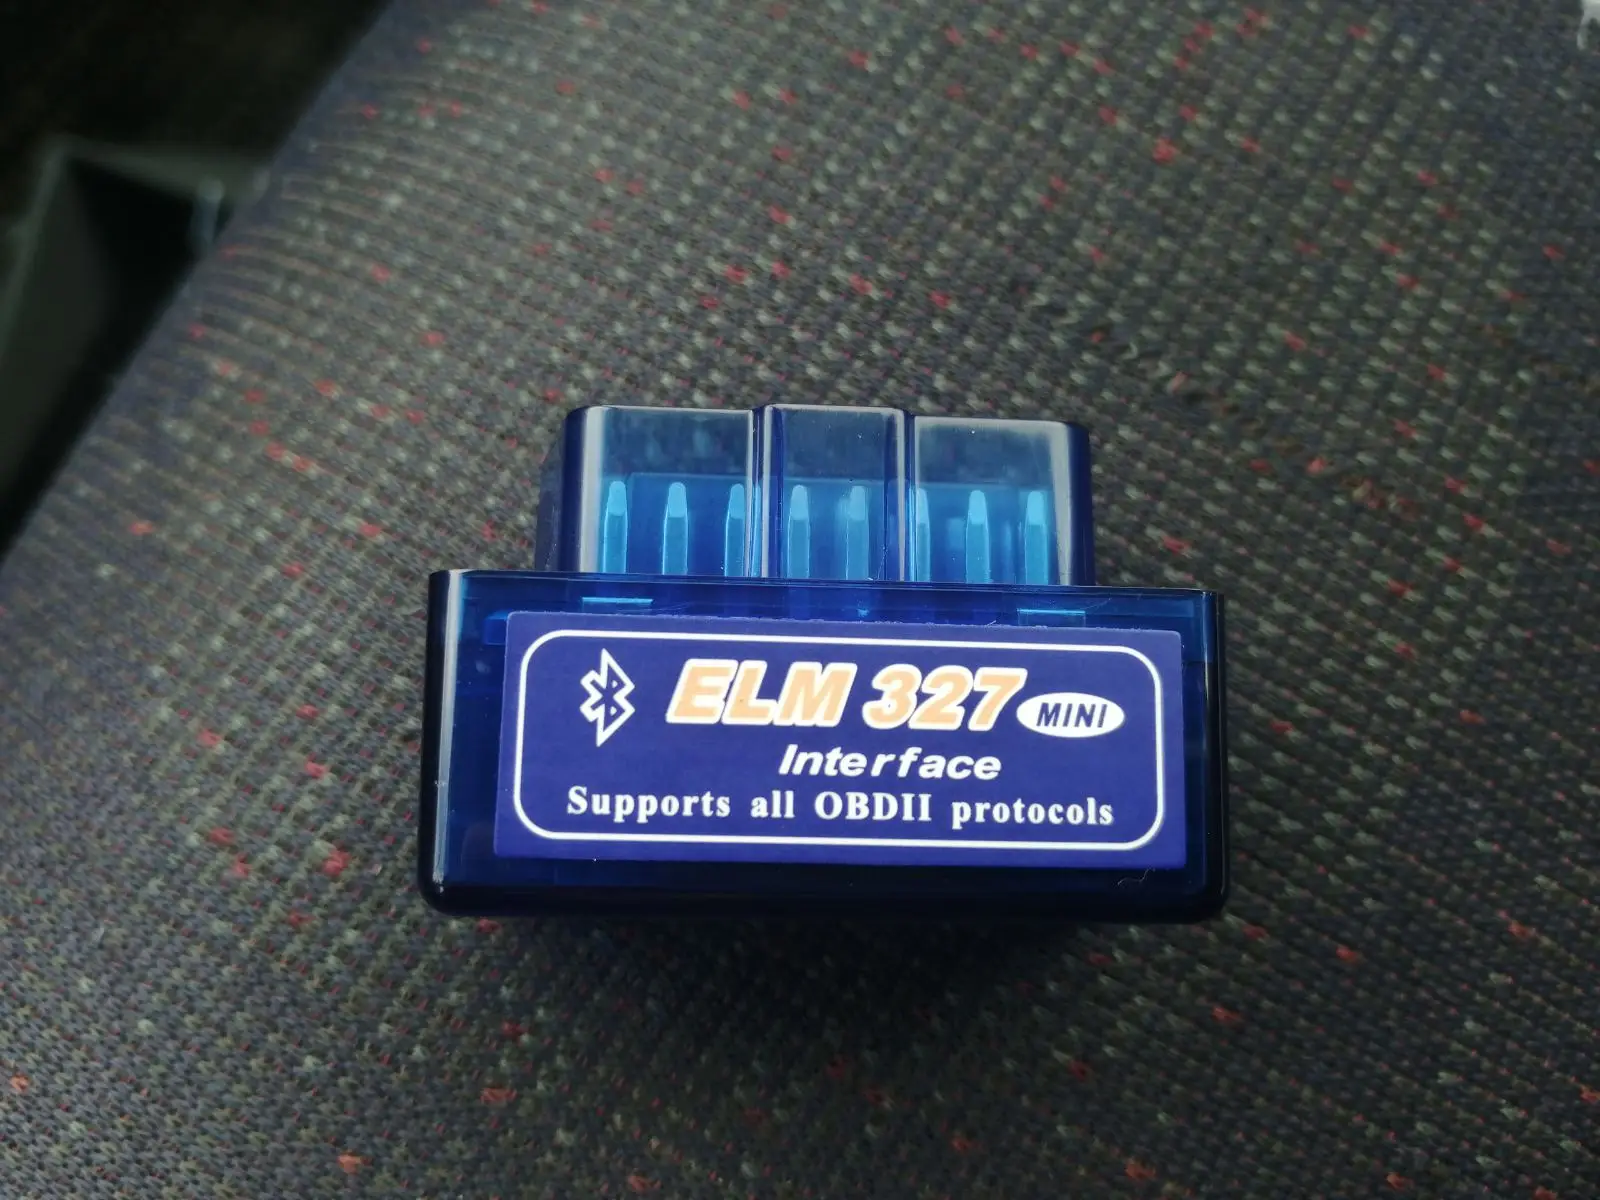 ELM 327 MINI
Interface
Supports all OBDII protocols